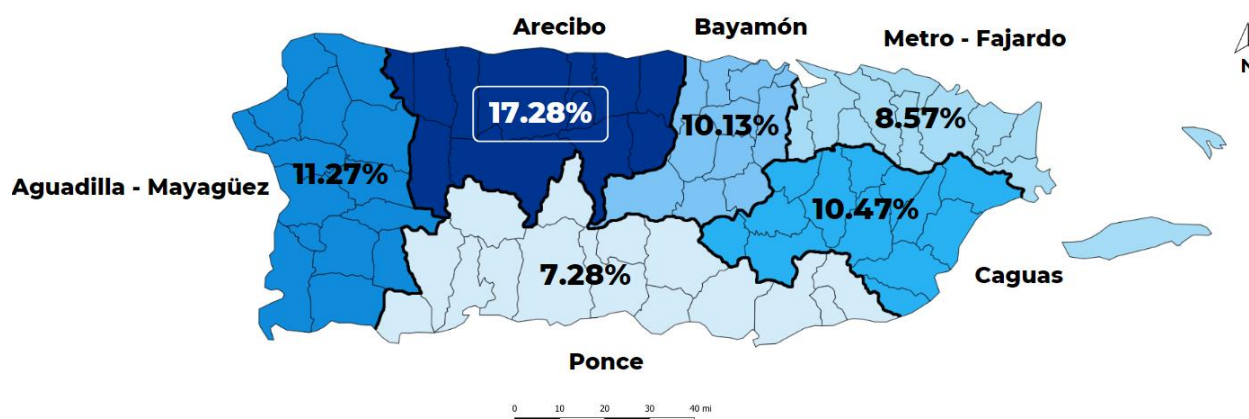 Arecibo
Bayamón
Metro - Fajardo
N
17.28%
10.13%
8.57%
Aguadilla - Mayagüez
11.27%
10.47%
7.28%
Caguas
Ponce
0 10 20 30 40 mi